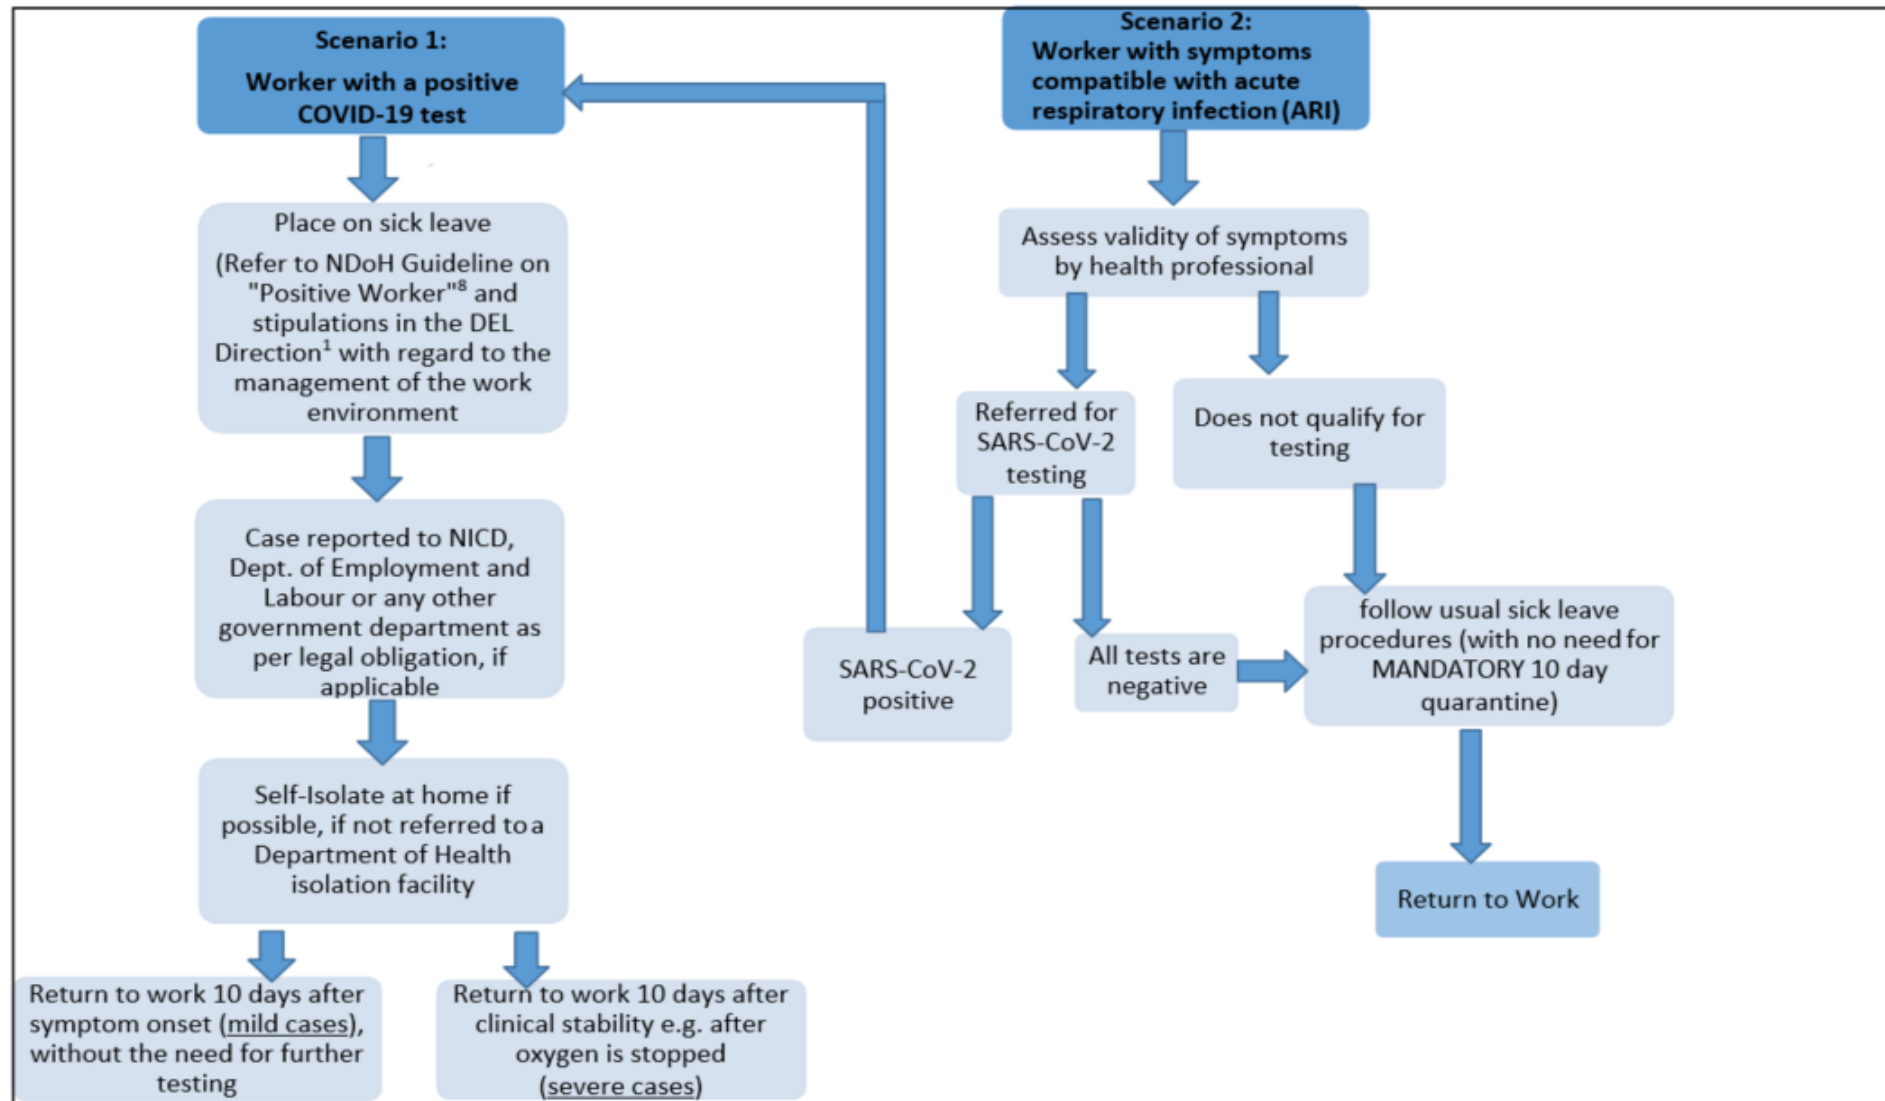 Scenario 1:
Worker with a positive
COVID-19 test
Place on sick leave
(Refer to NDoH Guideline on
"Positive Worker"⁸ and
stipulations in the DEL
Direction¹ with regard to the
management of the work
environment
Case reported to NICD,
Dept. of Employment and
Labour or any other
government department as
per legal obligation, if
applicable
Self-Isolate at home if
possible, if not referred to a
Department of Health
isolation facility
Return to work 10 days after
symptom onset (mild cases),
without the need for further
testing
Return to work 10 days after
clinical stability e.g. after
oxygen is stopped
(severe cases)
Scenario 2:
Worker with symptoms
compatible with acute
respiratory infection (ARI)
Assess validity of symptoms
by health professional
Referred for
SARS-CoV-2
testing
Does not qualify for
testing
SARS-CoV-2
positive
All tests are
negative
follow usual sick leave
procedures (with no need for
MANDATORY 10 day
quarantine)
Return to Work